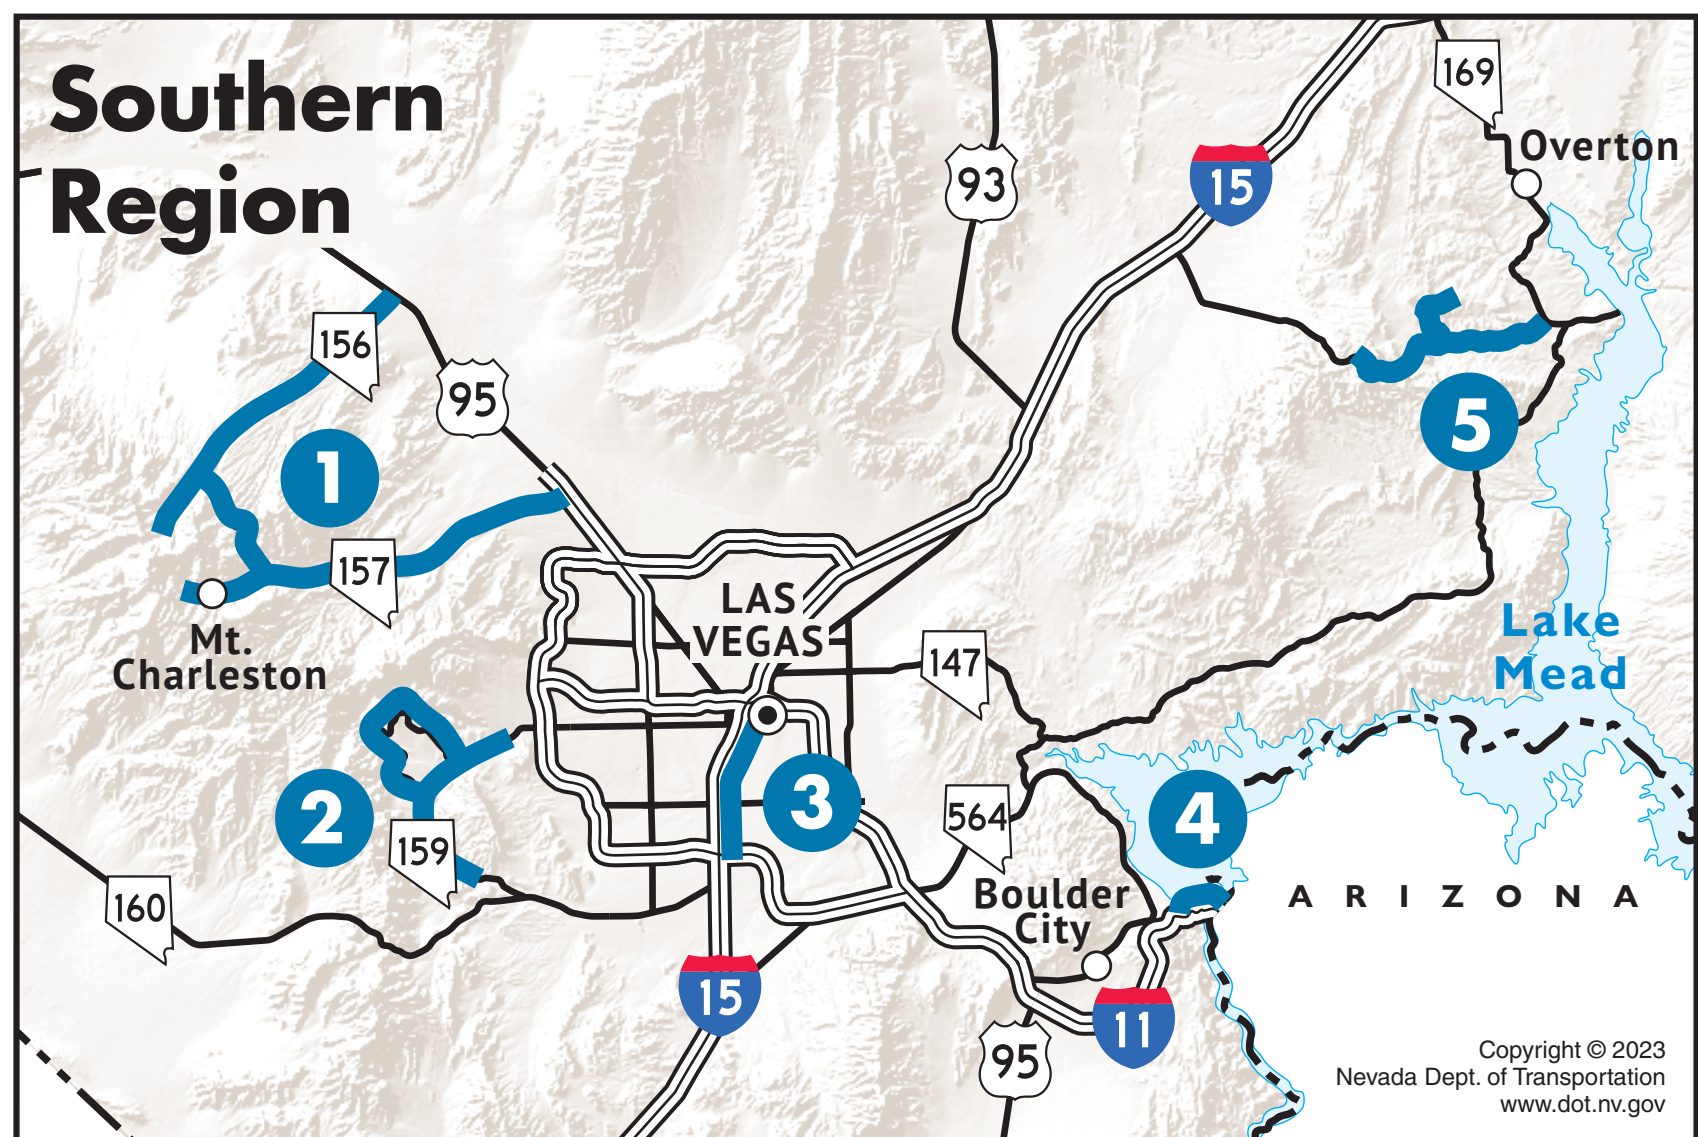 Southern
Region
169
Overton
93
15
156
95
1
5
157
LAS
VEGAS
Mt.
Charleston
147
Lake
Mead
2
3
4
564
159
160
Boulder
City
ARIZONA
15
11
95
Copyright © 2023
Nevada Dept. of Transportation
www.dot.nv.gov